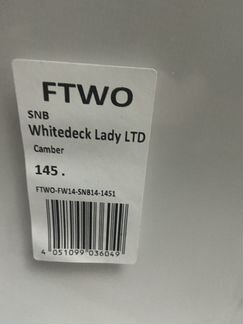 FTWO
SNB
Whitedeck Lady LTD
Camber
145 .
FTWO-FW14-SNB14-1451
4 051099 036049